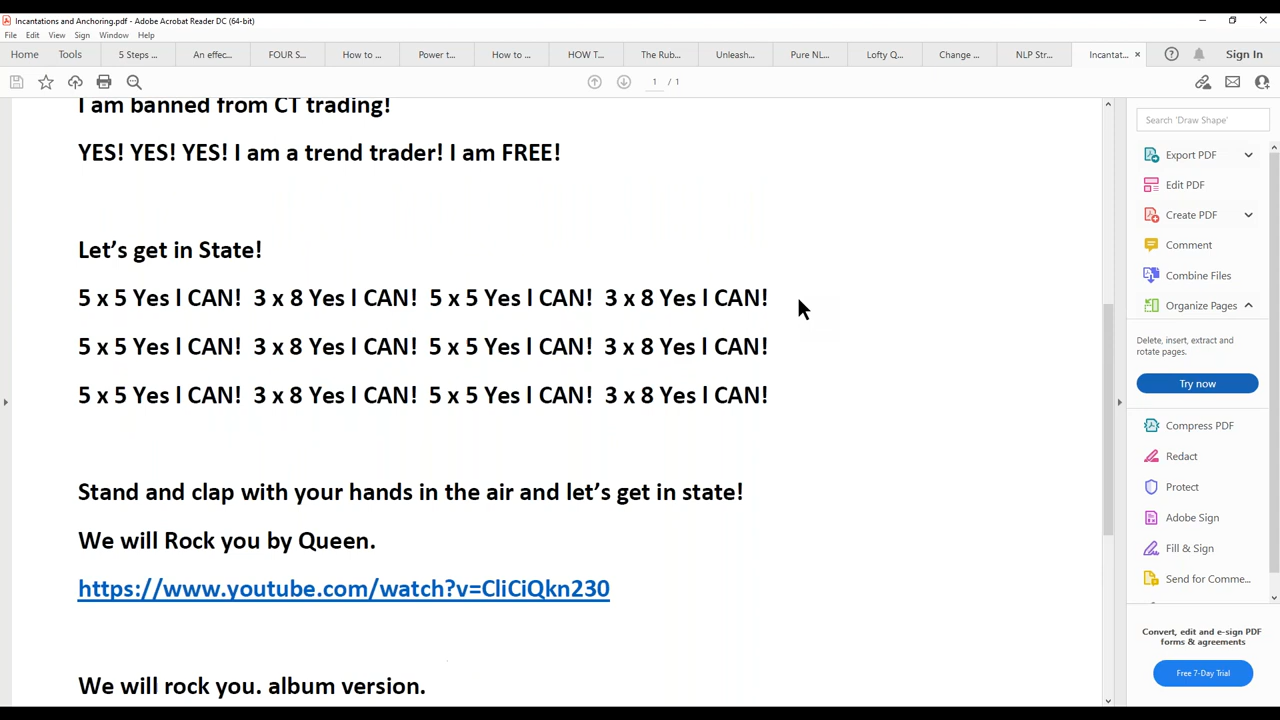 Incantations and Anchoring.pdf - Adobe Acrobat Reader DC (64-bit)
File Edit View Sign Window Help
Home Tools 5 Steps ... An effec... FOUR S... How to ... Power t... How to ... HOW T... The Rub... Unleash... Pure NL... Lofty Q... Change ... NLP Str... Incantat... × Sign In
1 / 1
I am banned from CT trading!
YES! YES! YES! I am a trend trader! I am FREE!
Let’s get in State!
5 x 5 Yes I CAN! 3 x 8 Yes I CAN! 5 x 5 Yes I CAN! 3 x 8 Yes I CAN!
5 x 5 Yes I CAN! 3 x 8 Yes I CAN! 5 x 5 Yes I CAN! 3 x 8 Yes I CAN!
5 x 5 Yes I CAN! 3 x 8 Yes I CAN! 5 x 5 Yes I CAN! 3 x 8 Yes I CAN!
Stand and clap with your hands in the air and let’s get in state!
We will Rock you by Queen.
https://www.youtube.com/watch?v=CliCiQkn230
We will rock you. album version.
Search 'Draw Shape'
Export PDF
Edit PDF
Create PDF
Comment
Combine Files
Organize Pages
Delete, insert, extract and
rotate pages.
Try now
Compress PDF
Redact
Protect
Adobe Sign
Fill & Sign
Send for Comme...
Convert, edit and e-sign PDF
forms & agreements
Free 7-Day Trial